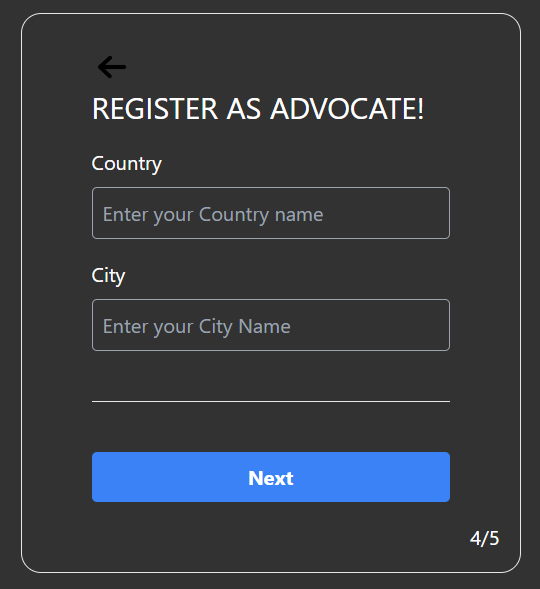 REGISTER AS ADVOCATE!
Country
Enter your Country name
City
Enter your City Name
Next
4/5